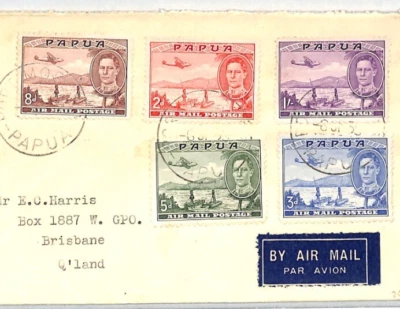 PAPUA PAPUA PAPUA
8d 2d 1/-
AIR MAIL POSTAGE AIR MAIL POSTAGE AIR MAIL POSTAGE
PAPUA
PAPUA PAPUA
5d 3d
AIR MAIL POSTAGE AIR MAIL POSTAGE
Mr E.C.Harris
Box 1887 W. GPO.
Brisbane
Q'land
BY AIR MAIL
PAR AVION